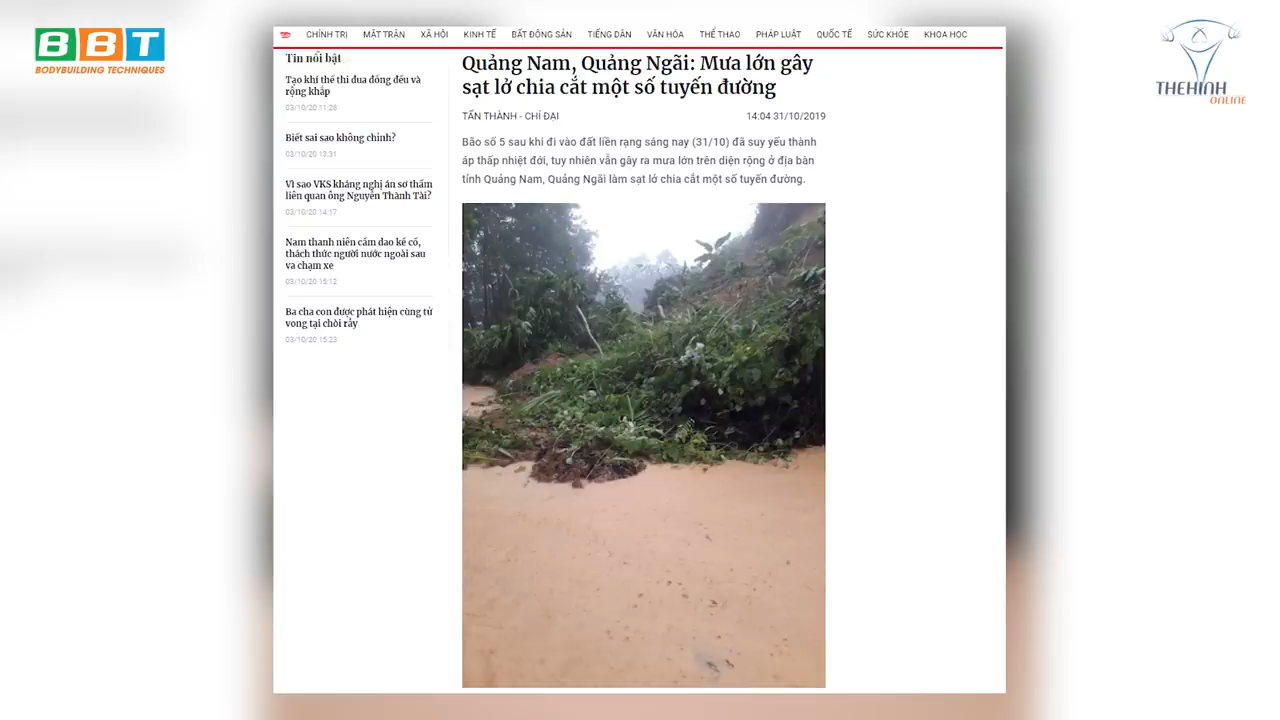 BBT
BODYBUILDING TECHNIQUES
THEHINH
ONLINE
CHÍNH TRỊ MẶT TRẬN XÃ HỘI KINH TẾ BẤT ĐỘNG SẢN TIẾNG DÂN VĂN HÓA THỂ THAO PHÁP LUẬT QUỐC TẾ SỨC KHỎE KHOA HỌC
Tin nổi bật
Tạo khí thế thi đua đồng đều và
rộng khắp
03/10/20 11:28
Biết sai sao không chỉnh?
03/10/20 13:31
Vì sao VKS kháng nghị án sơ thẩm
liên quan ông Nguyễn Thành Tài?
03/10/20 14:17
Nam thanh niên cầm dao kề cổ,
thách thức người nước ngoài sau
va chạm xe
03/10/20 15:12
Ba cha con được phát hiện cùng tử
vong tại chòi rẫy
03/10/20 15:23
Quảng Nam, Quảng Ngãi: Mưa lớn gây
sạt lở chia cắt một số tuyến đường
TẤN THÀNH - CHÍ ĐẠI 14:04 31/10/2019
Bão số 5 sau khi đi vào đất liền rạng sáng nay (31/10) đã suy yếu thành
áp thấp nhiệt đới, tuy nhiên vẫn gây ra mưa lớn trên diện rộng ở địa bàn
tỉnh Quảng Nam, Quảng Ngãi làm sạt lở chia cắt một số tuyến đường.